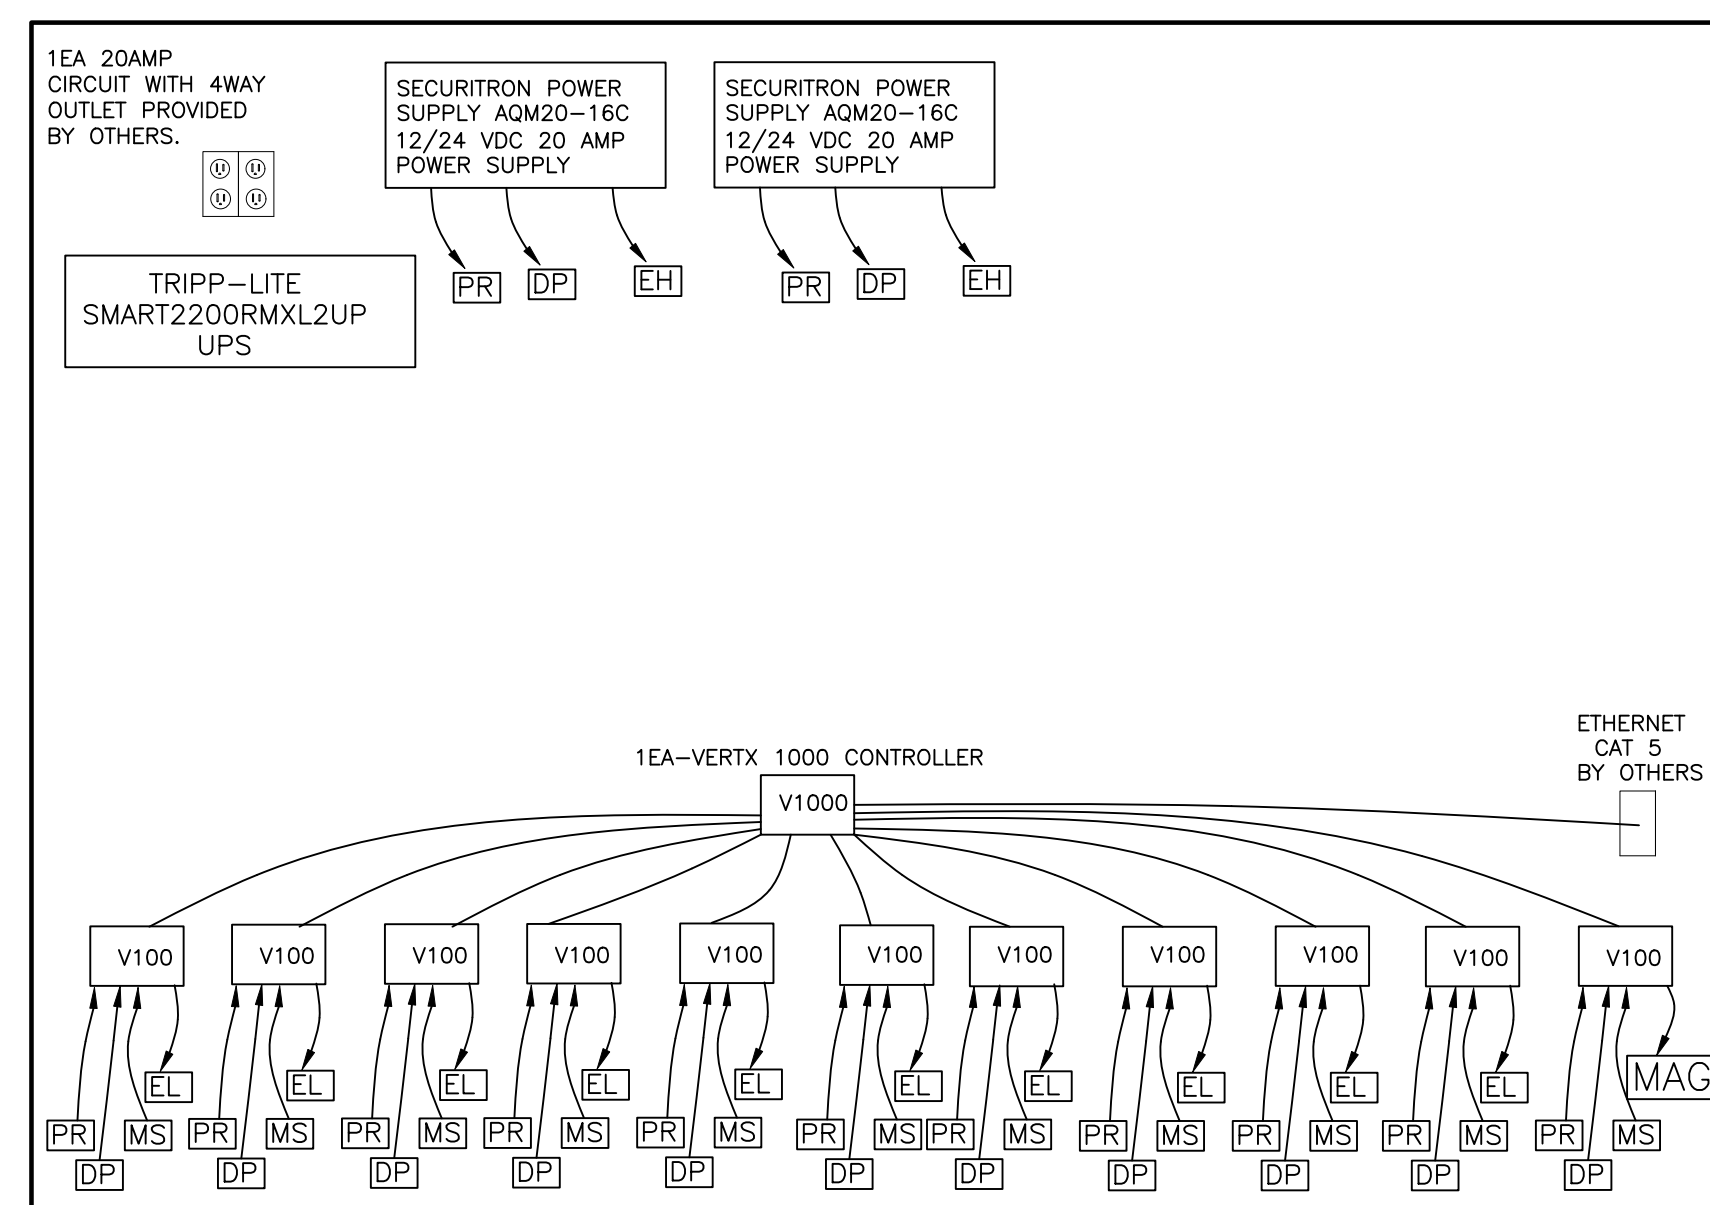 1EA 20AMP
CIRCUIT WITH 4WAY
OUTLET PROVIDED
BY OTHERS.
SECURITRON POWER
SUPPLY AQM20-16C
12/24 VDC 20 AMP
POWER SUPPLY
SECURITRON POWER
SUPPLY AQM20-16C
12/24 VDC 20 AMP
POWER SUPPLY
PR DP EH
PR DP EH
TRIPP-LITE
SMART2200RMXL2UP
UPS
ETHERNET
CAT 5
BY OTHERS
1EA-VERTX 1000 CONTROLLER
V1000
V100 V100 V100 V100 V100 V100 V100 V100 V100 V100 V100
EL EL EL EL EL EL EL EL EL EL MAG
PR MS PR MS PR MS PR MS PR MS PR MS PR MS PR MS PR MS PR MS PR MS
DP DP DP DP DP DP DP DP DP DP DP